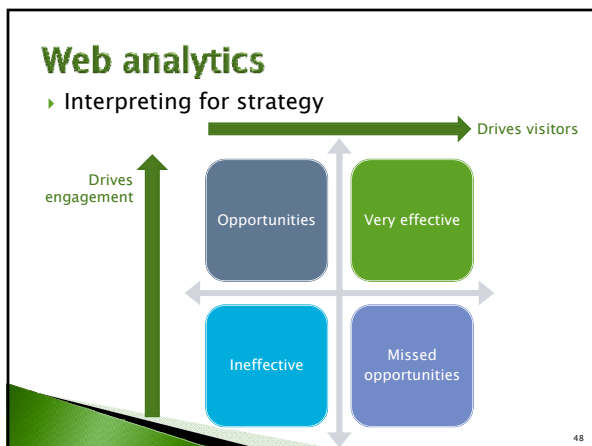 Web analytics
Interpreting for strategy
Drives visitors
Drives
engagement
Opportunities
Very effective
Ineffective
Missed
opportunities
48